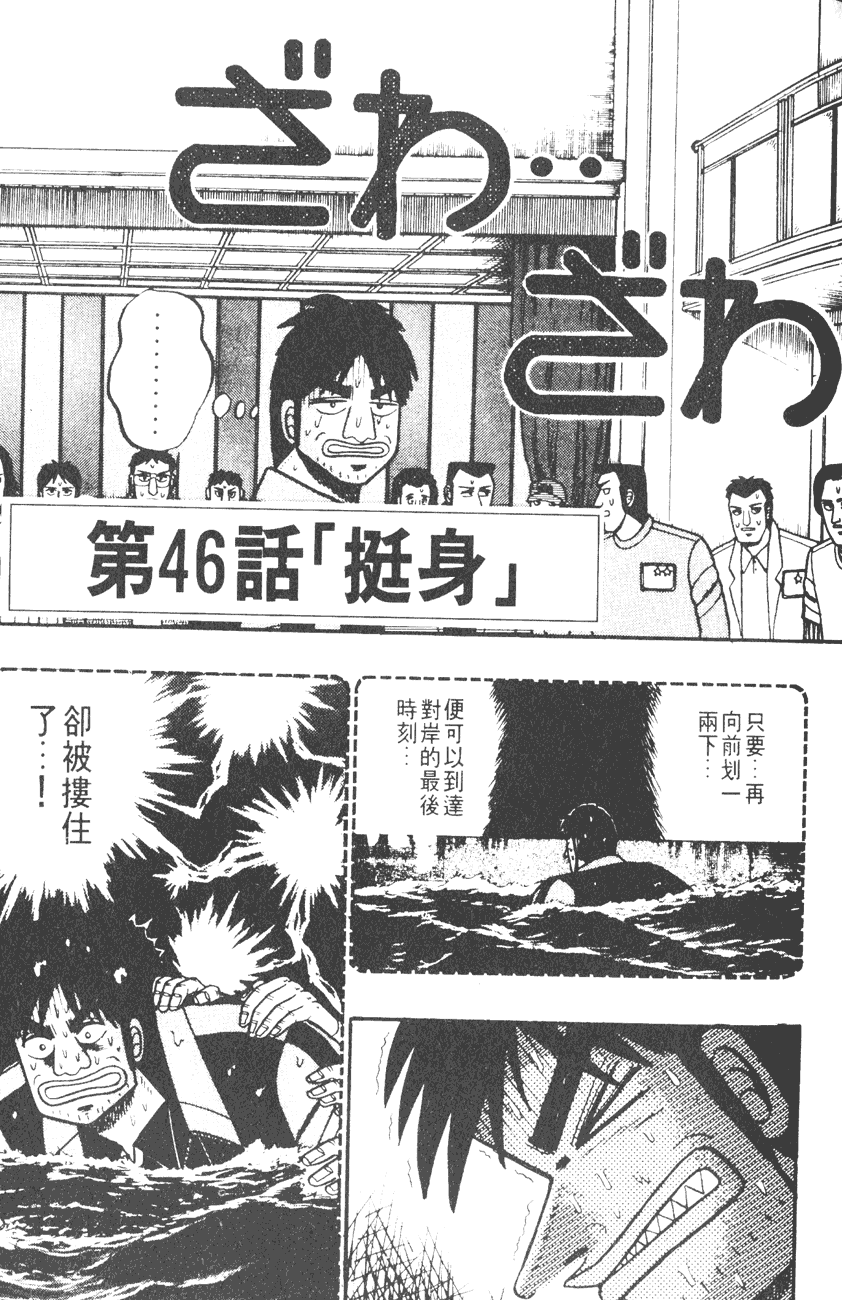 ざわ‥
ざわ
………
第46話「挺身」
只要…再
向前划一
兩下…
便可以到達
對岸的最後
時刻…
卻被摟住
了…!